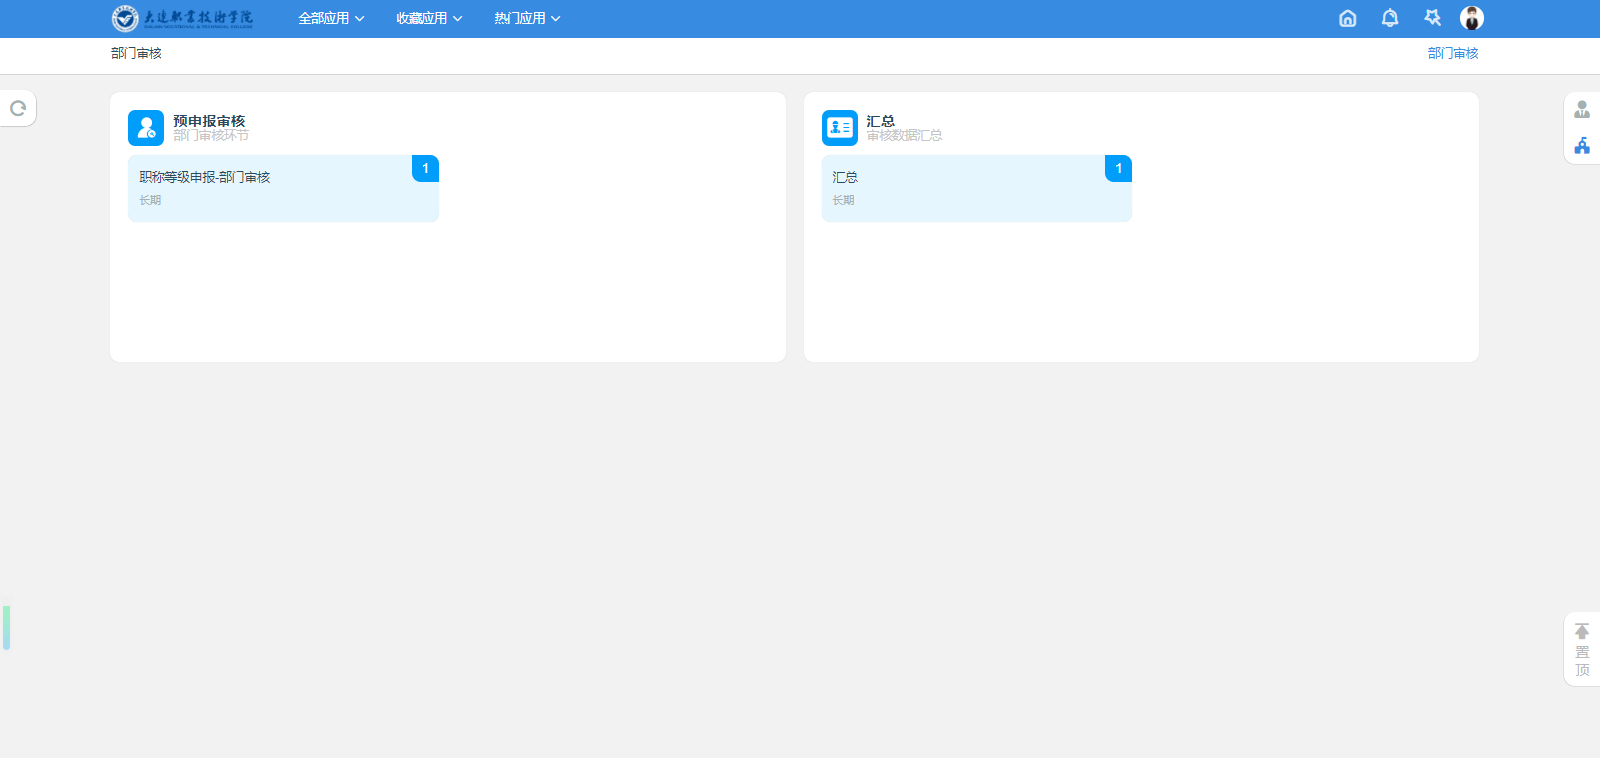 大连职业技术学院
全部应用
收藏应用
热门应用
部门审核
部门审核
预申报审核
部门审核环节
职称等级申报-部门审核
1
长期
汇总
审核数据汇总
汇总
1
长期
置
顶